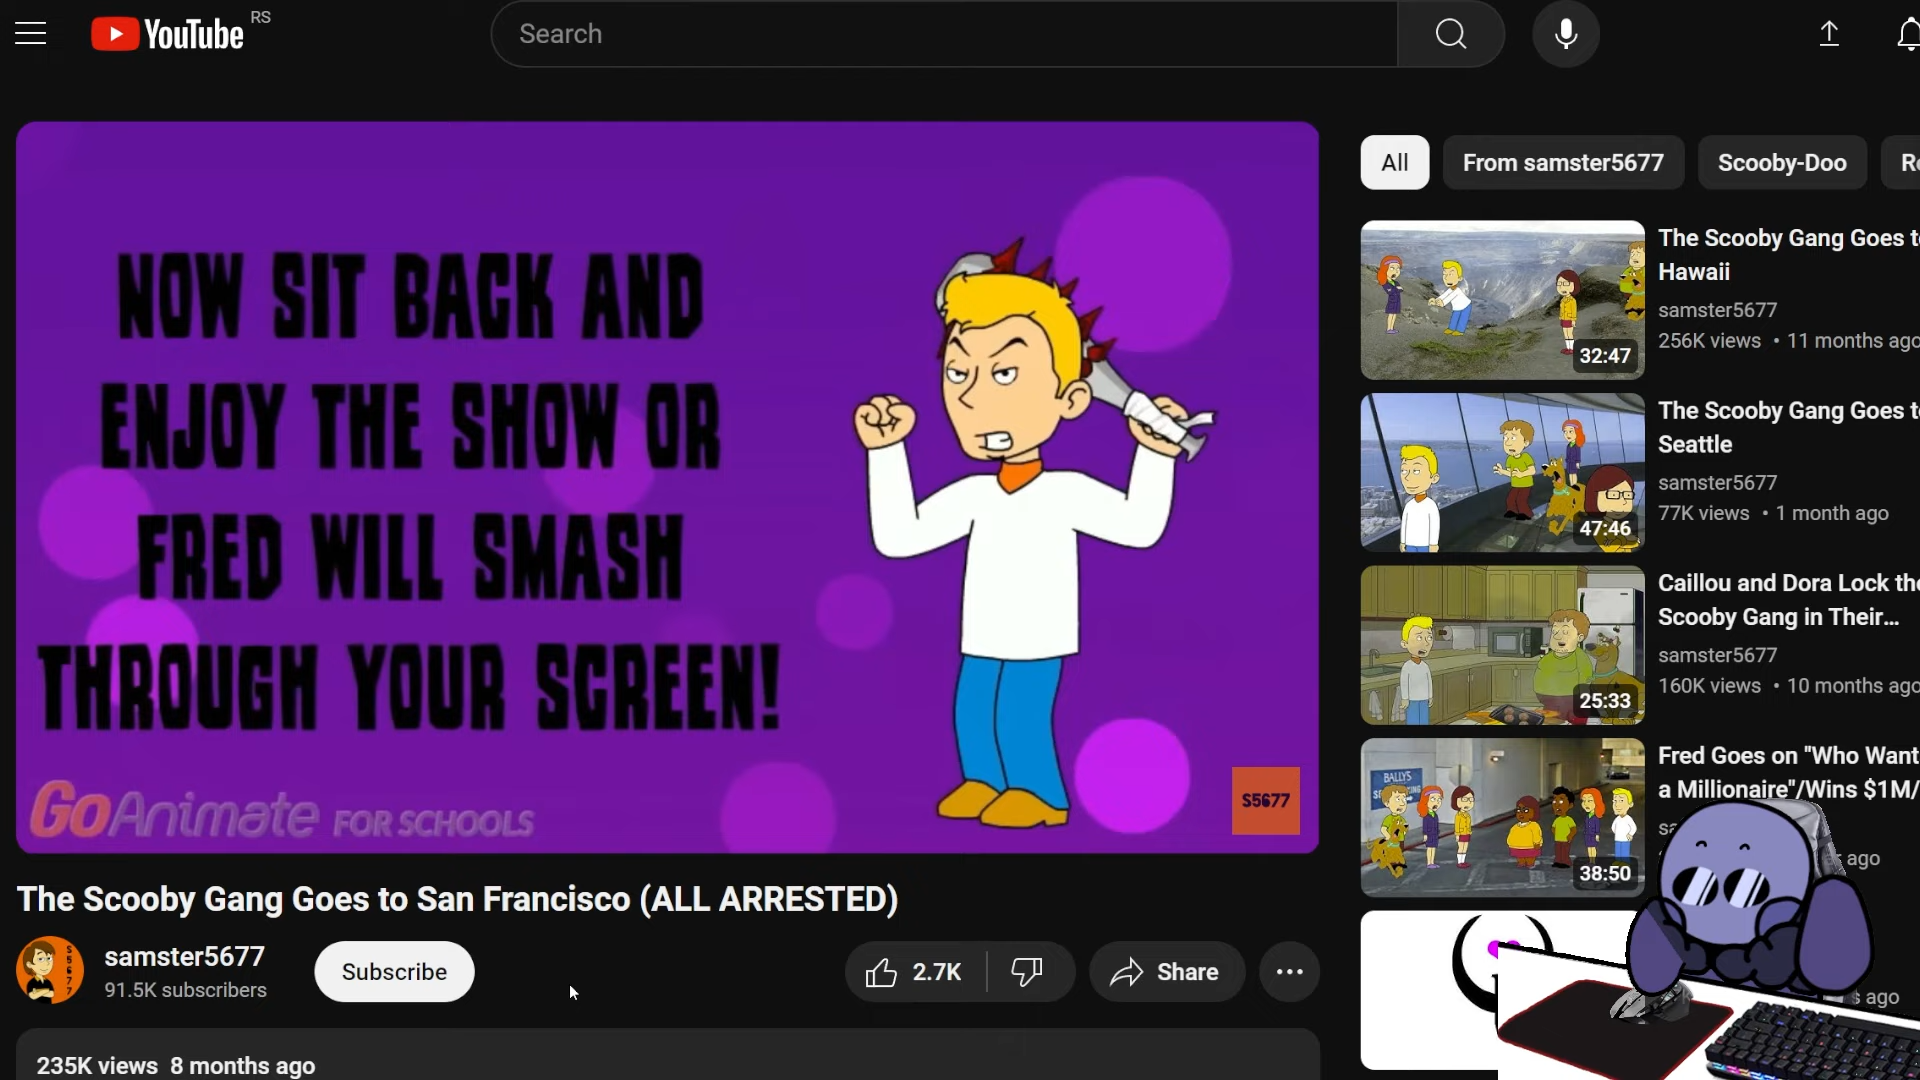 YouTube RS
Search
NOW SIT BACK AND
ENJOY THE SHOW OR
FRED WILL SMASH
THROUGH YOUR SCREEN!
GoAnimate FOR SCHOOLS
S5677
The Scooby Gang Goes to San Francisco (ALL ARRESTED)
samster5677
91.5K subscribers
Subscribe
2.7K
Share
235K views 8 months ago
All
From samster5677
Scooby-Doo
The Scooby Gang Goes
Hawaii
samster5677
256K views • 11 months ago
32:47
The Scooby Gang Goes
Seattle
samster5677
77K views • 1 month ago
47:46
Caillou and Dora Lock the
Scooby Gang in Their...
samster5677
160K views • 10 months ago
25:33
Fred Goes on "Who Want
a Millionaire"/Wins $1M/
ago
BALLYS
38:50
ago